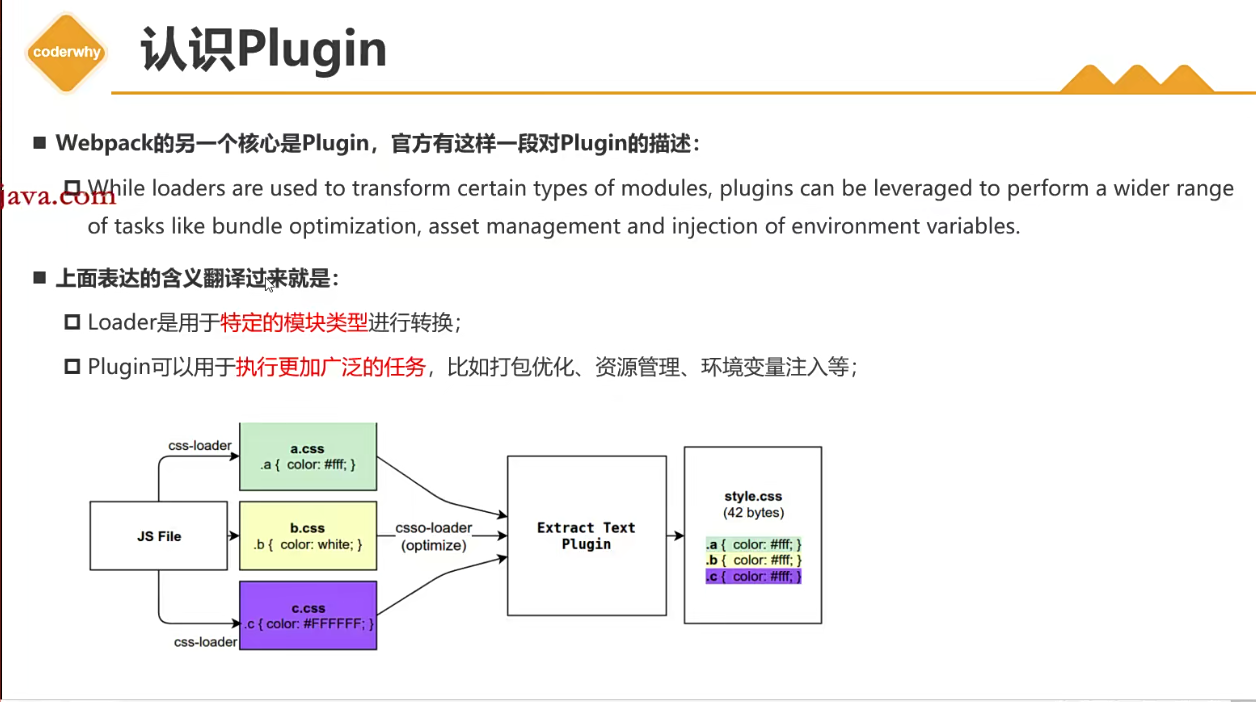 coderwhy
认识Plugin
Webpack的另一个核心是Plugin，官方有这样一段对Plugin的描述：
While loaders are used to transform certain types of modules, plugins can be leveraged to perform a wider range
java.com
of tasks like bundle optimization, asset management and injection of environment variables.
上面表达的含义翻译过来就是：
Loader是用于特定的模块类型进行转换；
Plugin可以用于执行更加广泛的任务，比如打包优化、资源管理、环境变量注入等；
css-loader
a.css
.a { color: #fff; }
JS File
b.css
.b { color: white; }
csso-loader
(optimize)
c.css
.c { color: #FFFFFF; }
css-loader
Extract Text
Plugin
style.css
(42 bytes)
.a { color: #fff; }
.b { color: #fff; }
.c { color: #fff; }